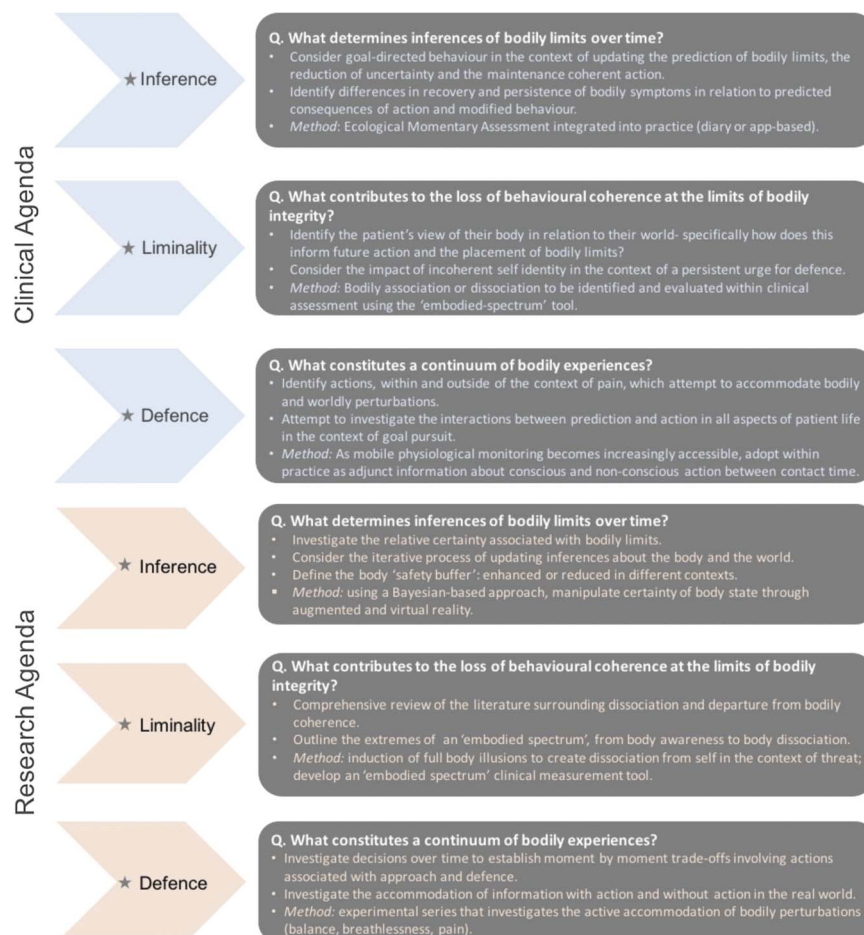 Clinical Agenda
Inference
Q. What determines inferences of bodily limits over time?
• Consider goal-directed behaviour in the context of updating the prediction of bodily limits, the
reduction of uncertainty and the maintenance coherent action.
• Identify differences in recovery and persistence of bodily symptoms in relation to predicted
consequences of action and modified behaviour.
• Method: Ecological Momentary Assessment integrated into practice (diary or app-based).
Liminality
Q. What contributes to the loss of behavioural coherence at the limits of bodily
integrity?
• Identify the patient's view of their body in relation to their world- specifically how does this
inform future action and the placement of bodily limits?
• Consider the impact of incoherent self identity in the context of a persistent urge for defence.
• Method: Bodily association or dissociation to be identified and evaluated within clinical
assessment using the 'embodied-spectrum' tool.
Defence
Q. What constitutes a continuum of bodily experiences?
• Identify actions, within and outside of the context of pain, which attempt to accommodate bodily
and worldly perturbations.
• Attempt to investigate the interactions between prediction and action in all aspects of patient life
in the context of goal pursuit.
• Method: As mobile physiological monitoring becomes increasingly accessible, adopt within
practice as adjunct information about conscious and non-conscious action between contact time.
Research Agenda
Inference
Q. What determines inferences of bodily limits over time?
• Investigate the relative certainty associated with bodily limits.
• Consider the iterative process of updating inferences about the body and the world.
• Define the body 'safety buffer': enhanced or reduced in different contexts.
▪ Method: using a Bayesian-based approach, manipulate certainty of body state through
augmented and virtual reality.
Liminality
Q. What contributes to the loss of behavioural coherence at the limits of bodily
integrity?
• Comprehensive review of the literature surrounding dissociation and departure from bodily
coherence.
• Outline the extremes of an 'embodied spectrum', from body awareness to body dissociation.
• Method: induction of full body illusions to create dissociation from self in the context of threat;
develop an 'embodied spectrum' clinical measurement tool.
Defence
Q. What constitutes a continuum of bodily experiences?
• Investigate decisions over time to establish moment by moment trade-offs involving actions
associated with approach and defence.
• Investigate the accommodation of information with action and without action in the real world.
• Method: experimental series that investigates the active accommodation of bodily perturbations
(balance, breathlessness, pain).